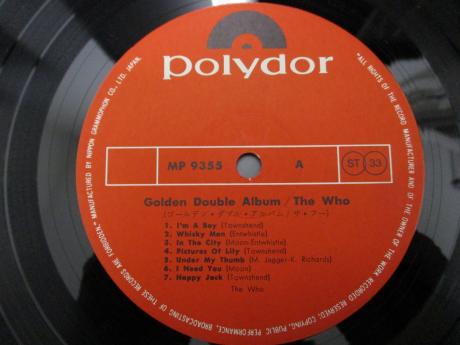 polydor
MP 9355 A ST 33
Golden Double Album / The Who
(ゴールデン・ダブル・アルバム / ザ・フー)
1. I'm A Boy (Townshend)
2. Whisky Man (Entwhistle)
3. In The City (Moon-Entwhistle)
4. Pictures Of Lily (Townshend)
5. Under My Thumb (M. Jagger-K. Richards)
6. I Need You (Moon)
7. Happy Jack (Townshend)
The Who
"ALL RIGHTS OF THE RECORD MANUFACTURERS AND OF THE OWNER OF THE WORK RECORDED RESERVED. COPYING, PUBLIC PERFORMANCE, BROADCASTING OF THESE RECORDS ARE FORBIDDEN." MANUFACTURED BY NIPPON GRAMMOPHON CO., LTD. JAPAN.